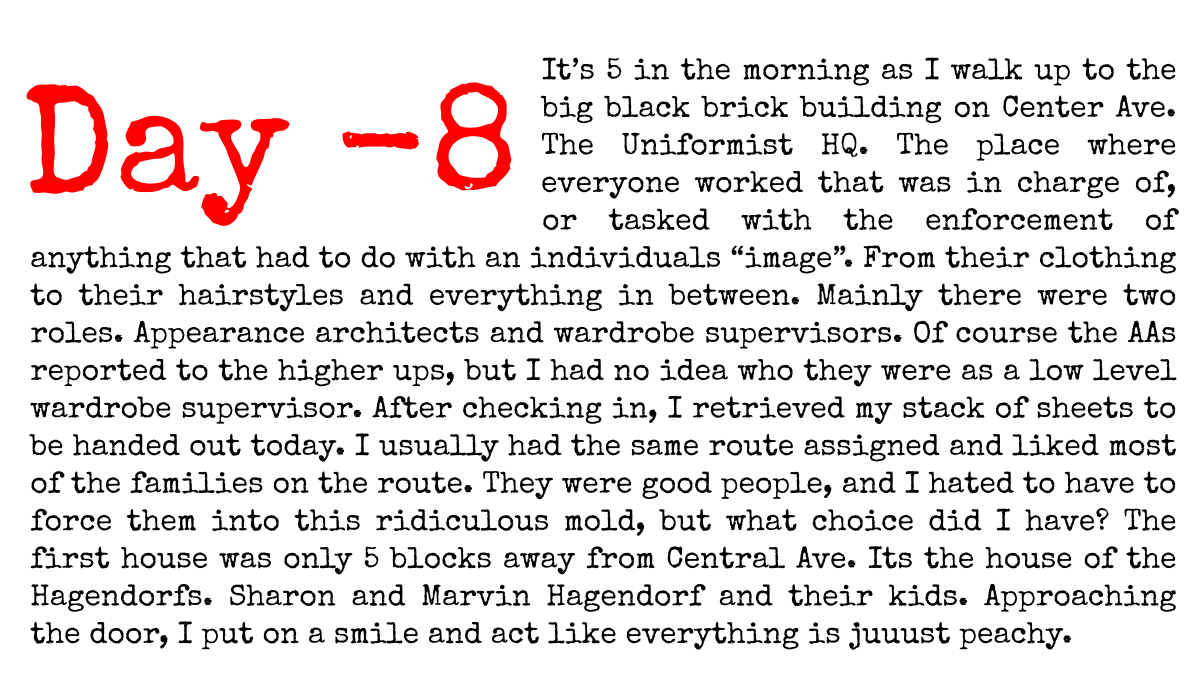 Day -8
It's 5 in the morning as I walk up to the
big black brick building on Center Ave.
The Uniformist HQ. The place where
everyone worked that was in charge of,
or tasked with the enforcement of
anything that had to do with an individuals “image”. From their clothing
to their hairstyles and everything in between. Mainly there were two
roles. Appearance architects and wardrobe supervisors. Of course the AAs
reported to the higher ups, but I had no idea who they were as a low level
wardrobe supervisor. After checking in, I retrieved my stack of sheets to
be handed out today. I usually had the same route assigned and liked most
of the families on the route. They were good people, and I hated to have to
force them into this ridiculous mold, but what choice did I have? The
first house was only 5 blocks away from Central Ave. Its the house of the
Hagendorfs. Sharon and Marvin Hagendorf and their kids. Approaching
the door, I put on a smile and act like everything is juuust peachy.